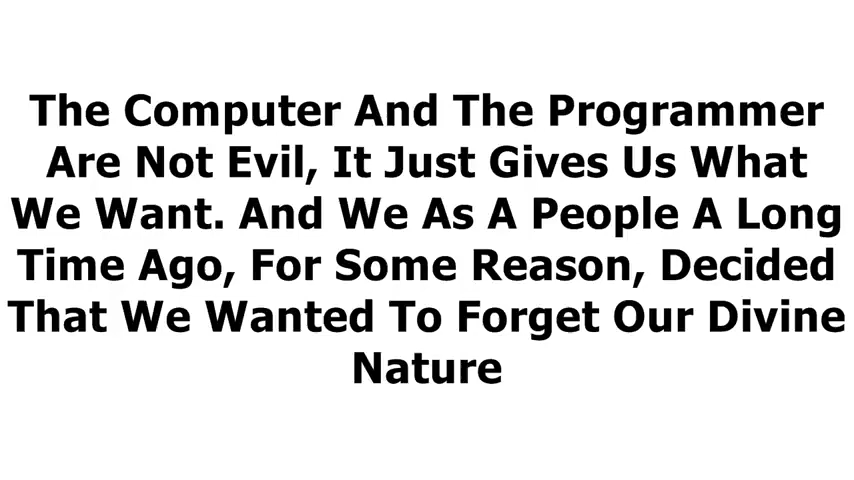 The Computer And The Programmer
Are Not Evil, It Just Gives Us What
We Want. And We As A People A Long
Time Ago, For Some Reason, Decided
That We Wanted To Forget Our Divine
Nature